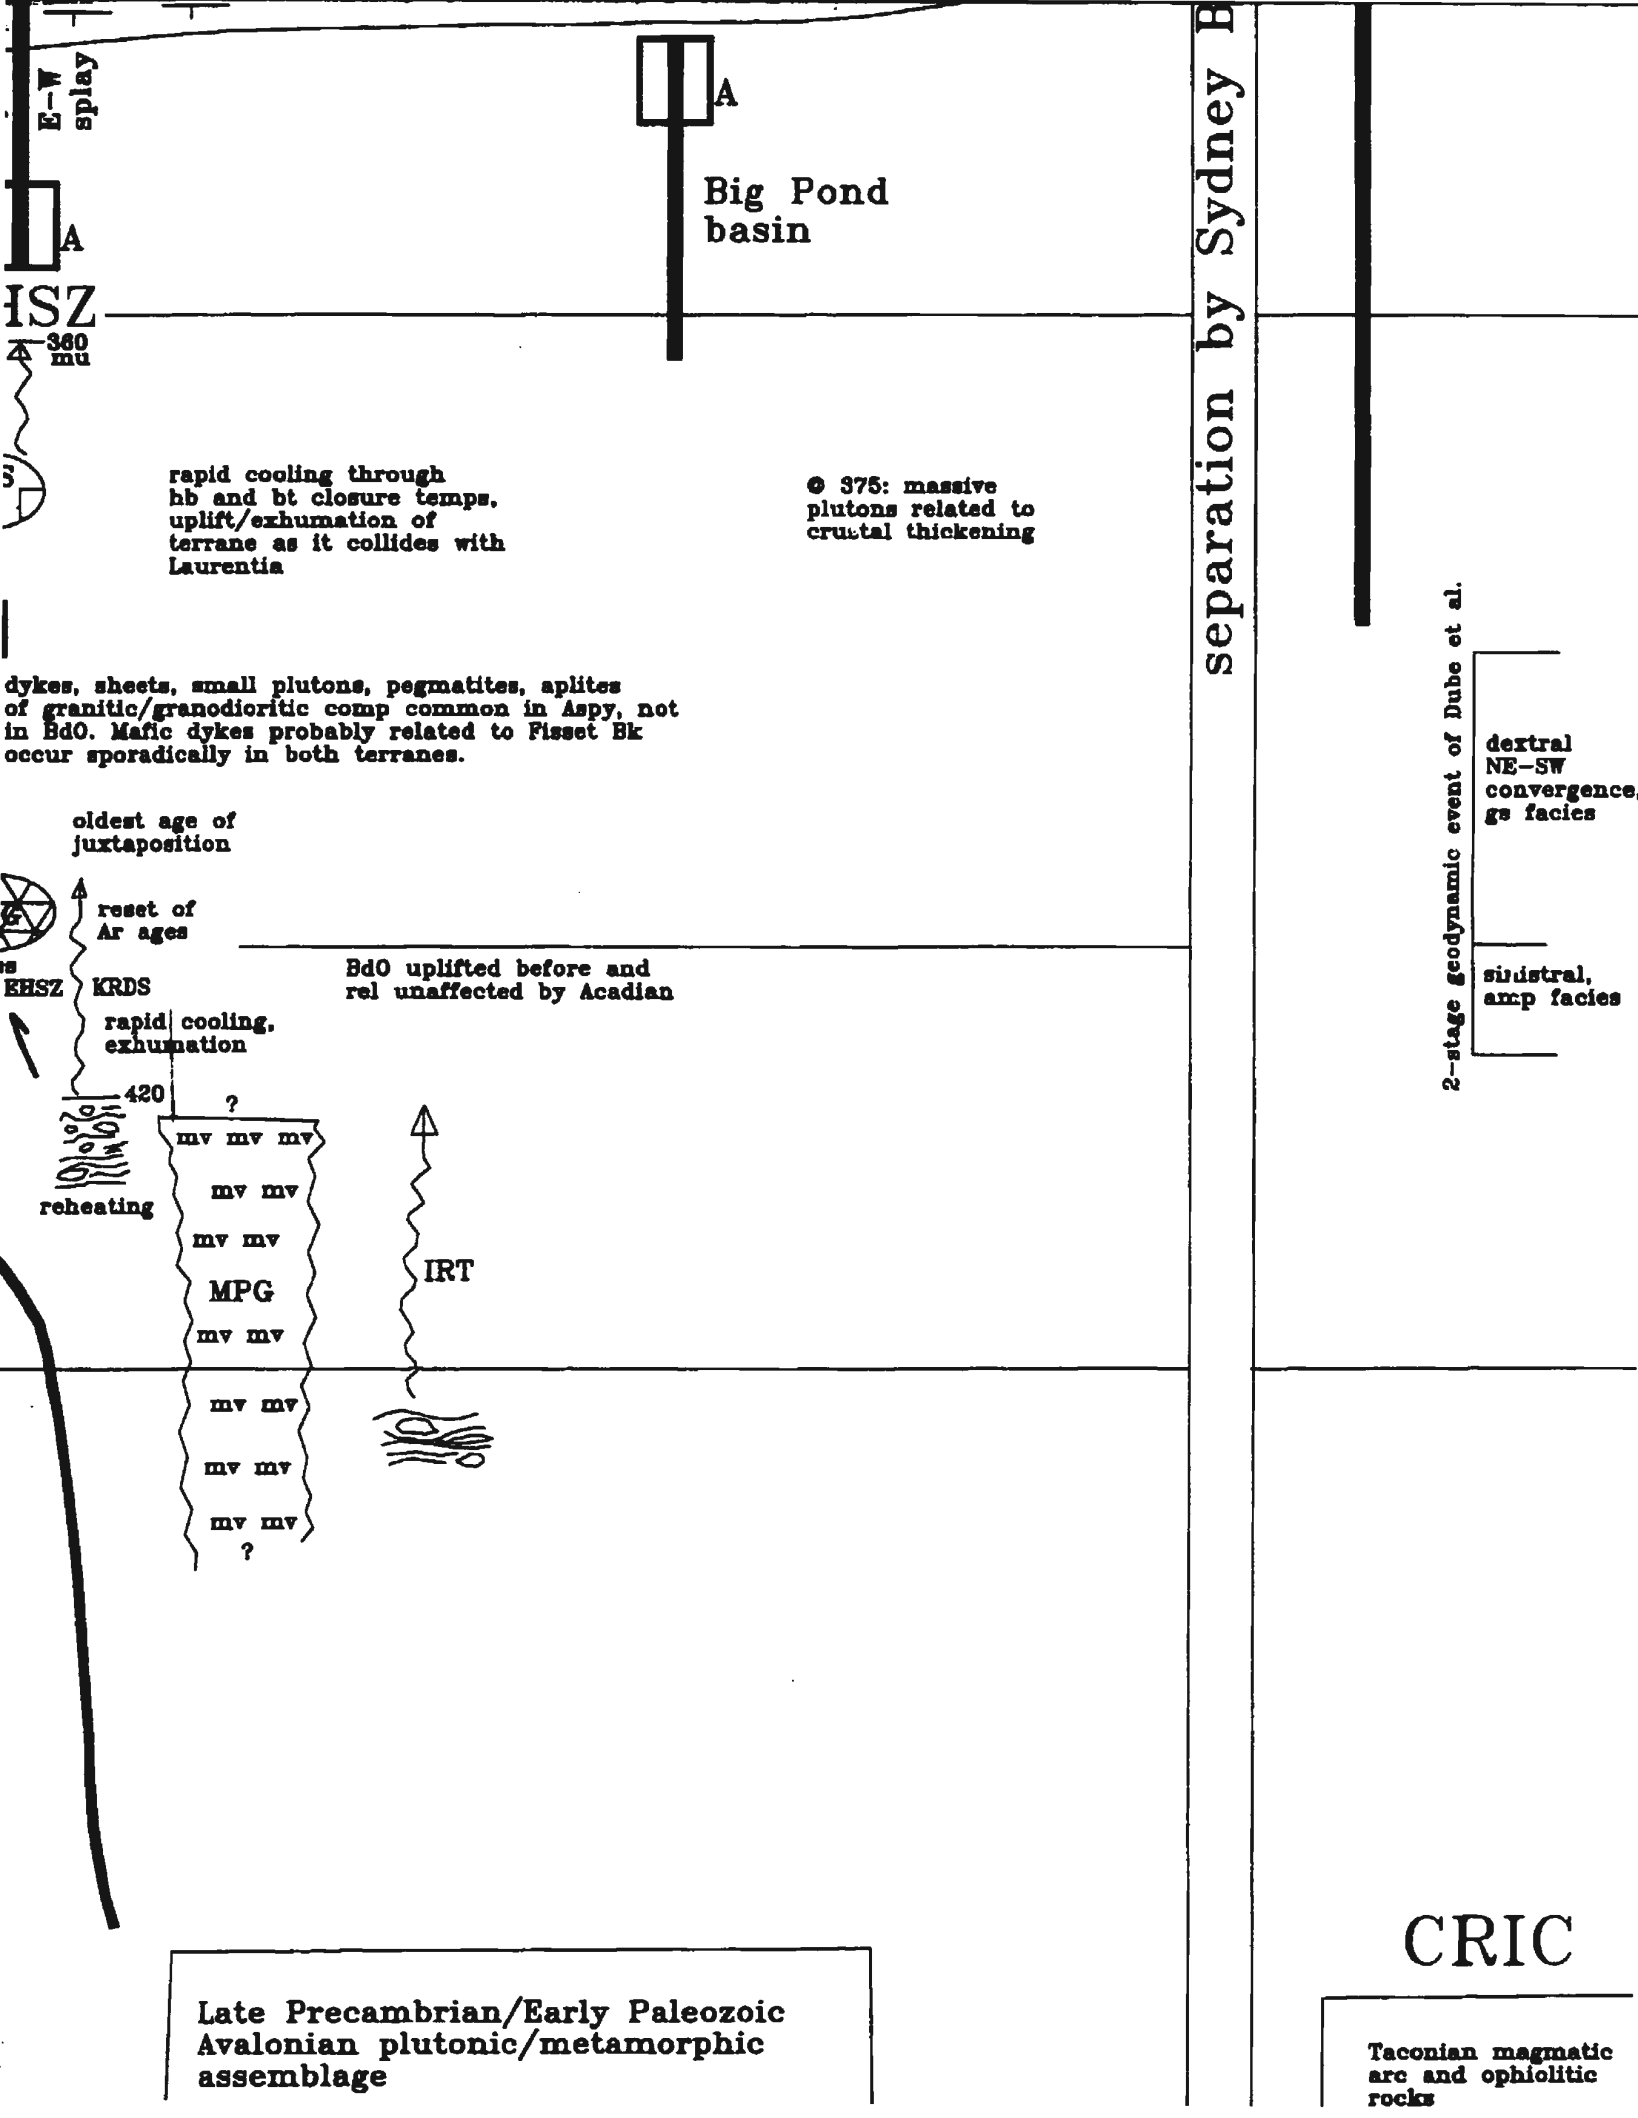 E-W
splay
A
A
Big Pond
basin
separation by Sydney B
HSZ
360
mu
S
rapid cooling through
hb and bt closure temps,
uplift/exhumation of
terrane as it collides with
Laurentia
@ 375: massive
plutons related to
crustal thickening
dykes, sheets, small plutons, pegmatites, aplites
of granitic/granodioritic comp common in Aspy, not
in BdO. Mafic dykes probably related to Fisset Bk
occur sporadically in both terranes.
2-stage geodynamic event of Dube et al.
dextral
NE-SW
convergence,
gs facies
sinistral,
amp facies
oldest age of
juxtaposition
G
reset of
Ar ages
EHSZ
KRDS
BdO uplifted before and
rel unaffected by Acadian
rapid cooling,
exhumation
420
?
mv mv mv
mv mv
reheating
mv mv
MPG
IRT
mv mv
mv mv
mv mv
mv mv
?
CRIC
Late Precambrian/Early Paleozoic
Avalonian plutonic/metamorphic
assemblage
Taconian magmatic
arc and ophiolitic
rocks